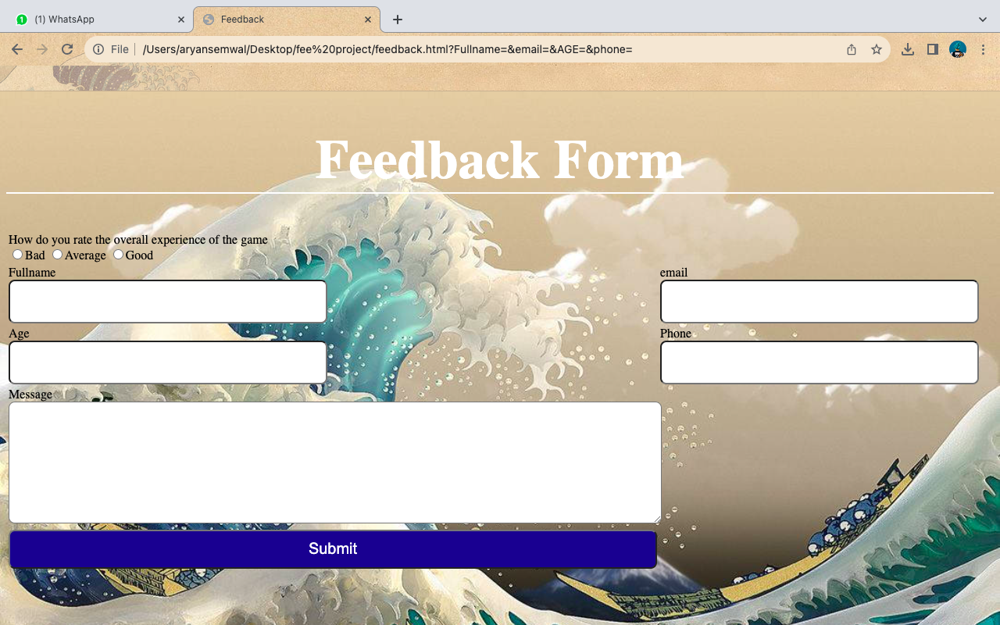 1 (1) WhatsApp Feedback
File /Users/aryansemwal/Desktop/fee%20project/feedback.html?Fullname=&email=&AGE=&phone=
Feedback Form
How do you rate the overall experience of the game
Bad Average Good
Fullname email
Age Phone
Message
Submit